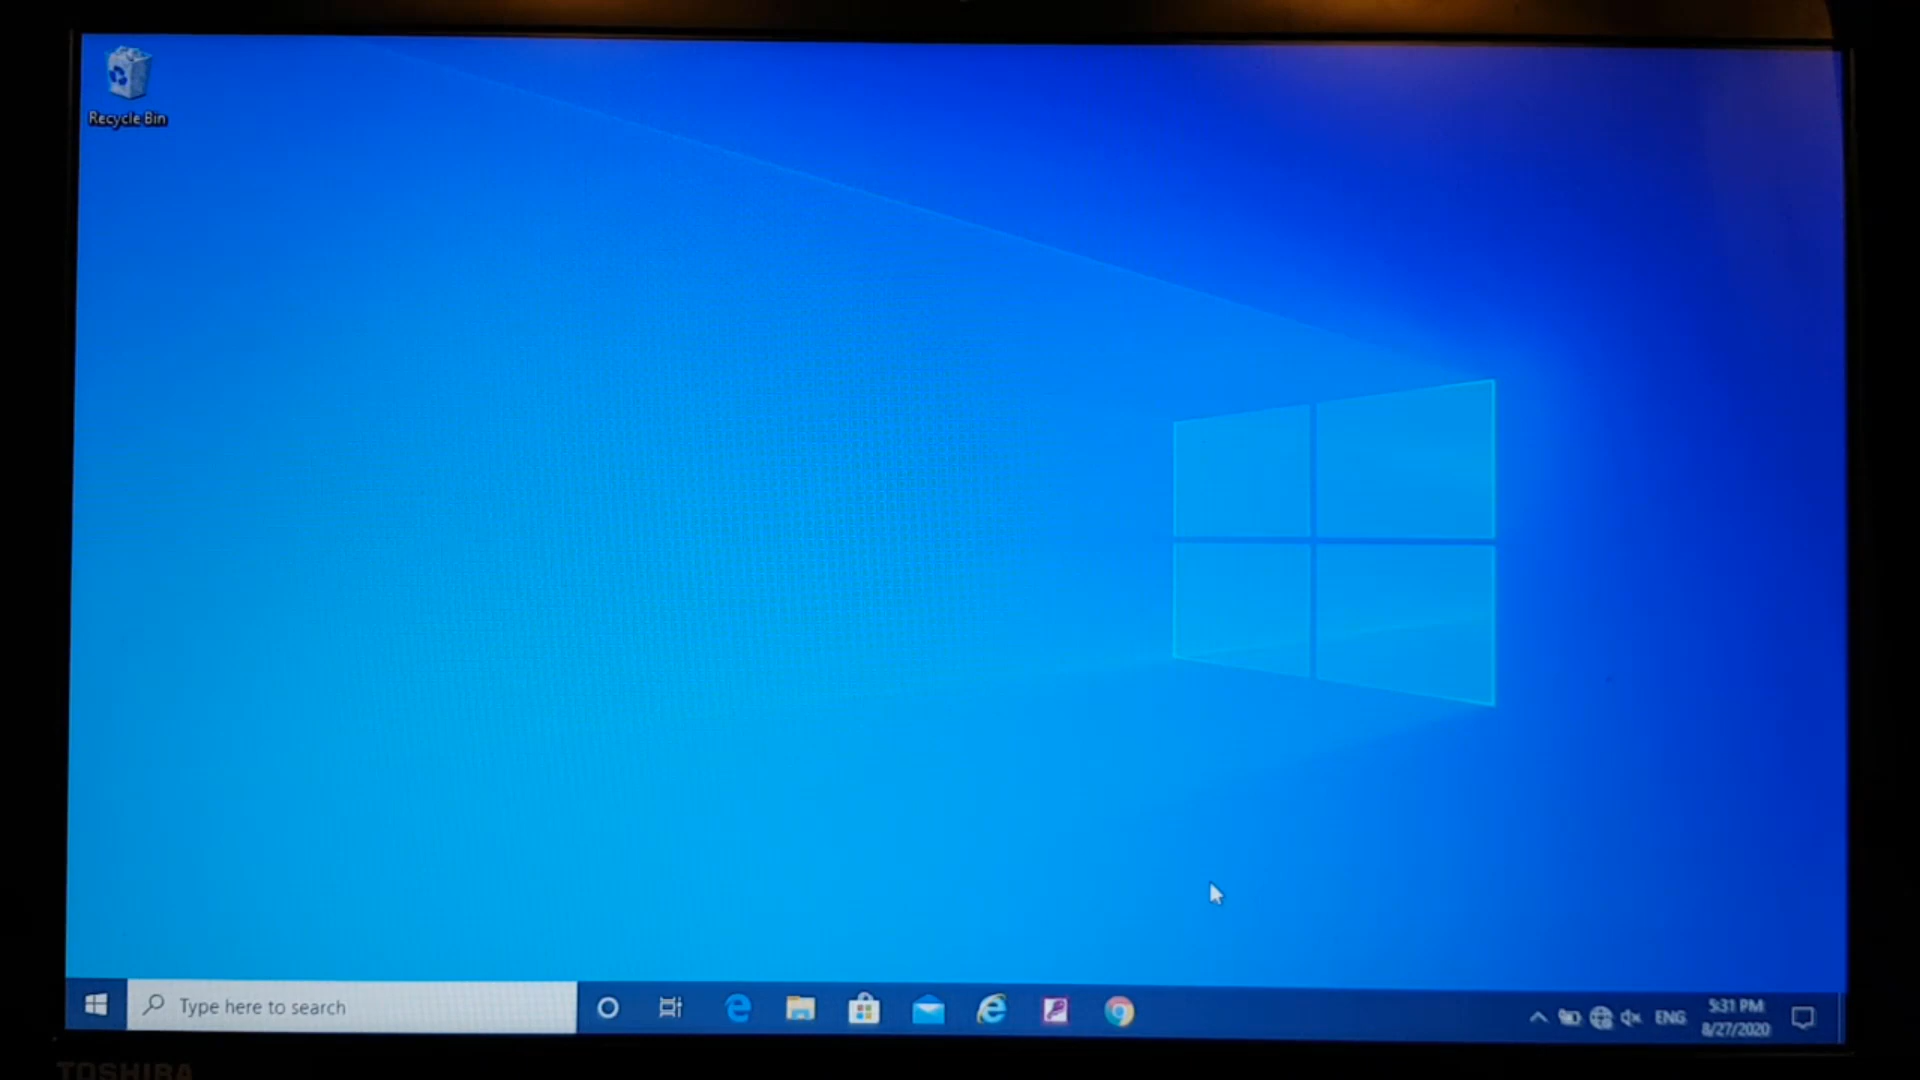 Recycle Bin
Type here to search
ENG
5:31 PM
8/27/2020
TOSHIBA